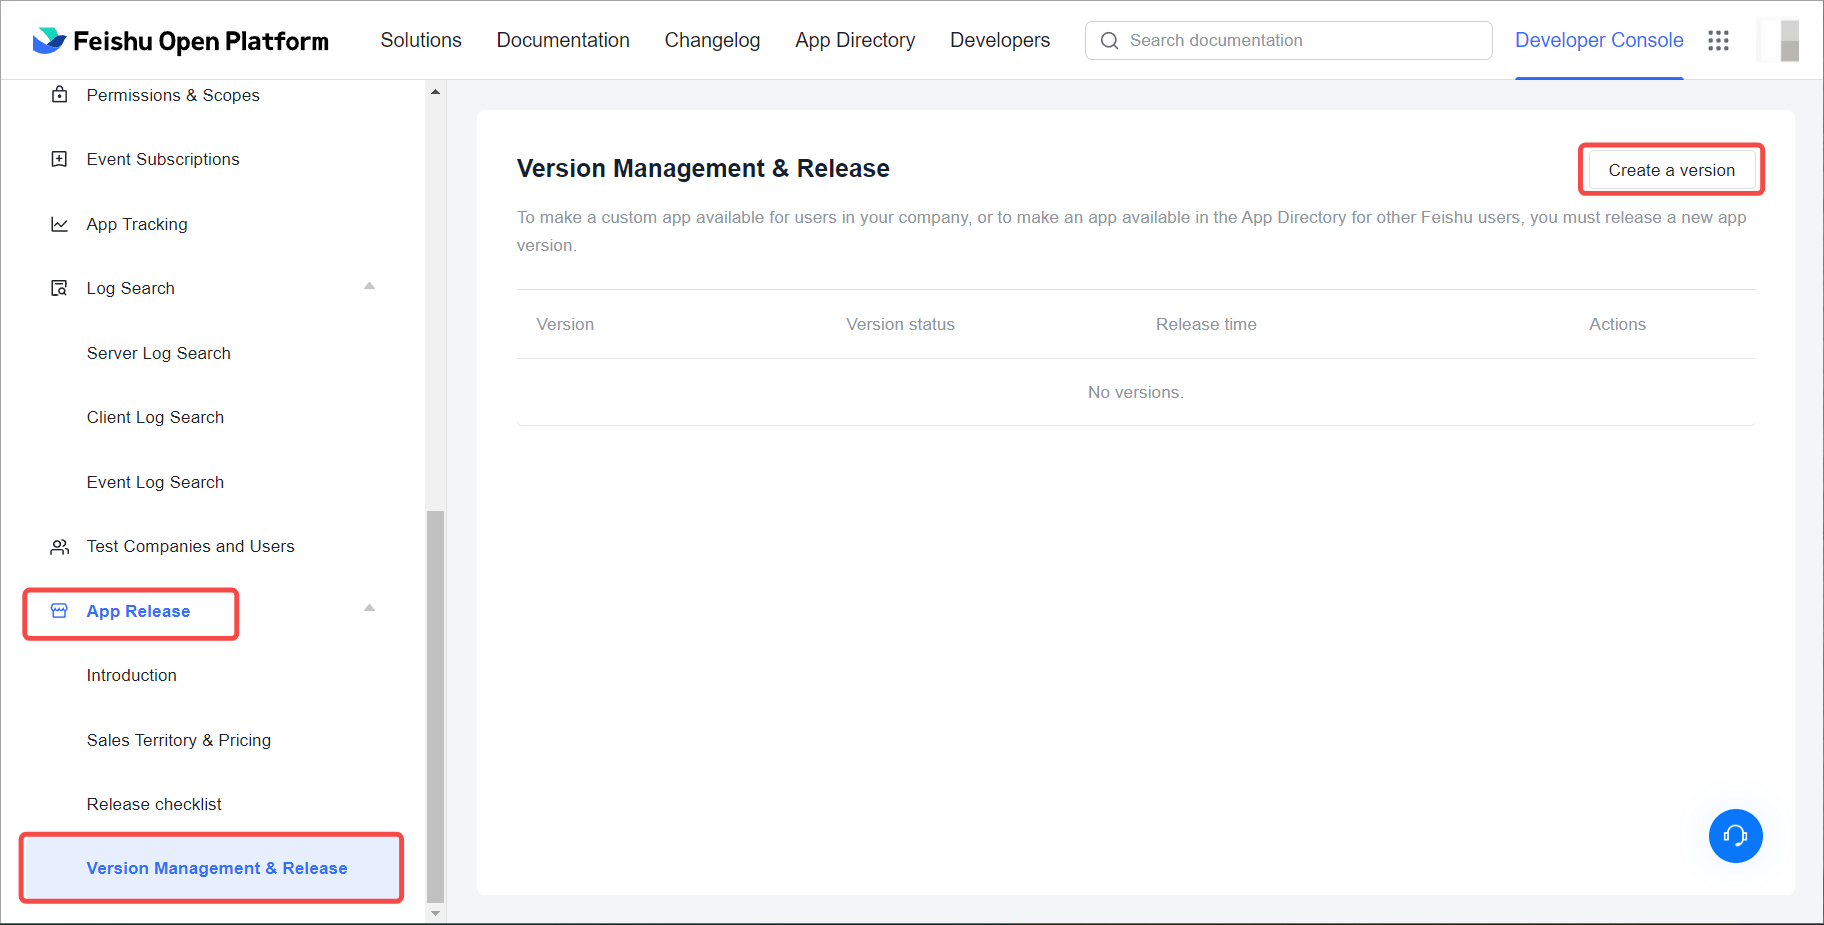 Feishu Open Platform
Solutions
Documentation
Changelog
App Directory
Developers
Search documentation
Developer Console
Permissions & Scopes
Event Subscriptions
App Tracking
Log Search
Server Log Search
Client Log Search
Event Log Search
Test Companies and Users
App Release
Introduction
Sales Territory & Pricing
Release checklist
Version Management & Release
Version Management & Release
Create a version
To make a custom app available for users in your company, or to make an app available in the App Directory for other Feishu users, you must release a new app
version.
Version
Version status
Release time
Actions
No versions.